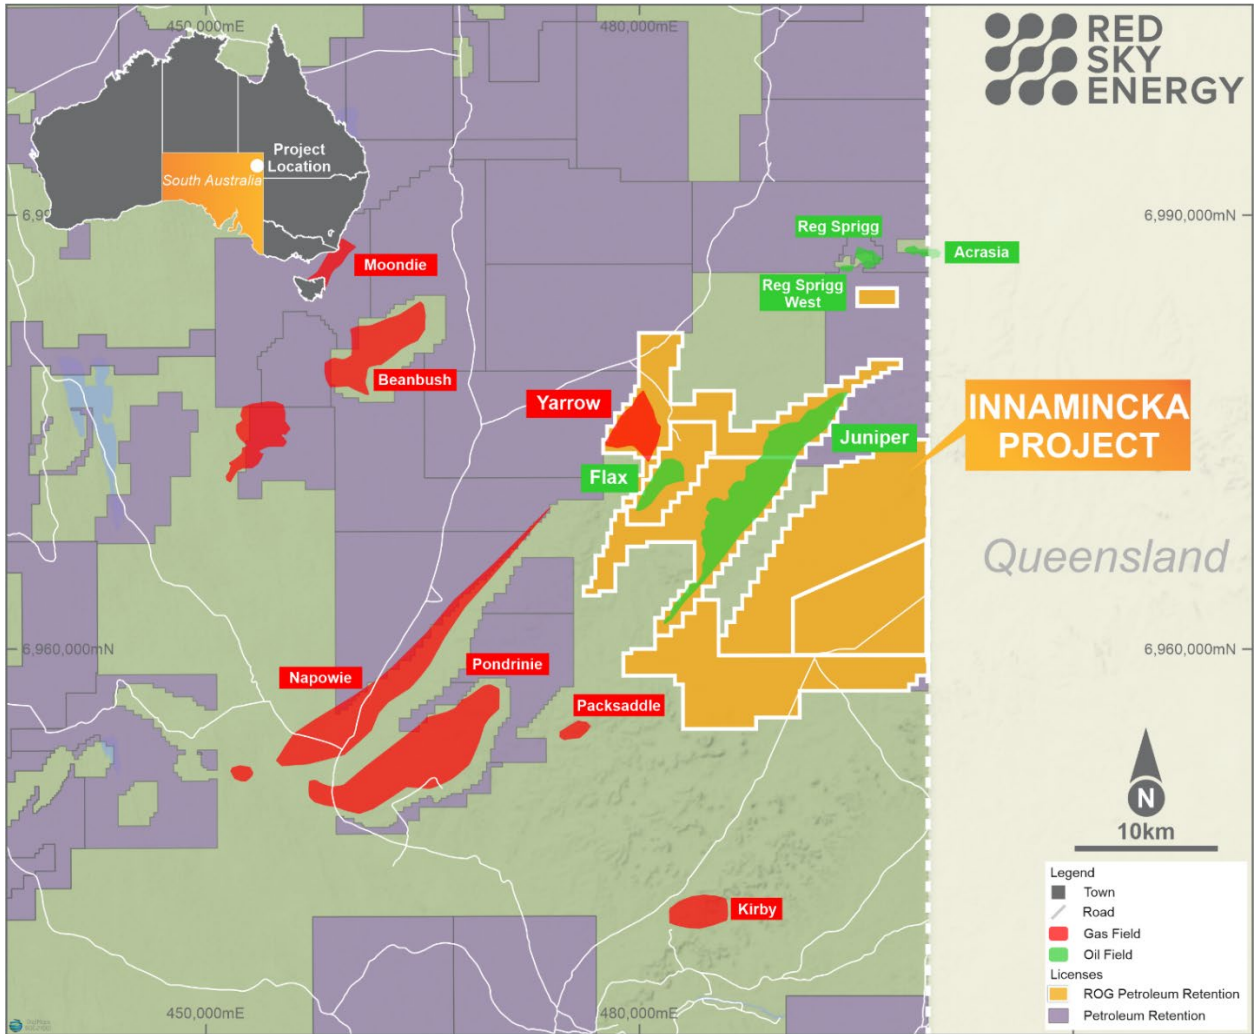 450,000mE
480,000mE
RED
SKY
ENERGY
Project
Location
South Australia
6,99
6,990,000mN
Moondie
Reg Sprigg
Acrasia
Reg Sprigg
West
Beanbush
Yarrow
INNAMINCKA
PROJECT
Juniper
Flax
Queensland
6,960,000mN
6,960,000mN
Napowie
Pondrinie
Packsaddle
N
10km
Kirby
Legend
Town
Road
Gas Field
Oil Field
Licenses
ROG Petroleum Retention
Petroleum Retention
450,000mE
480,000mE